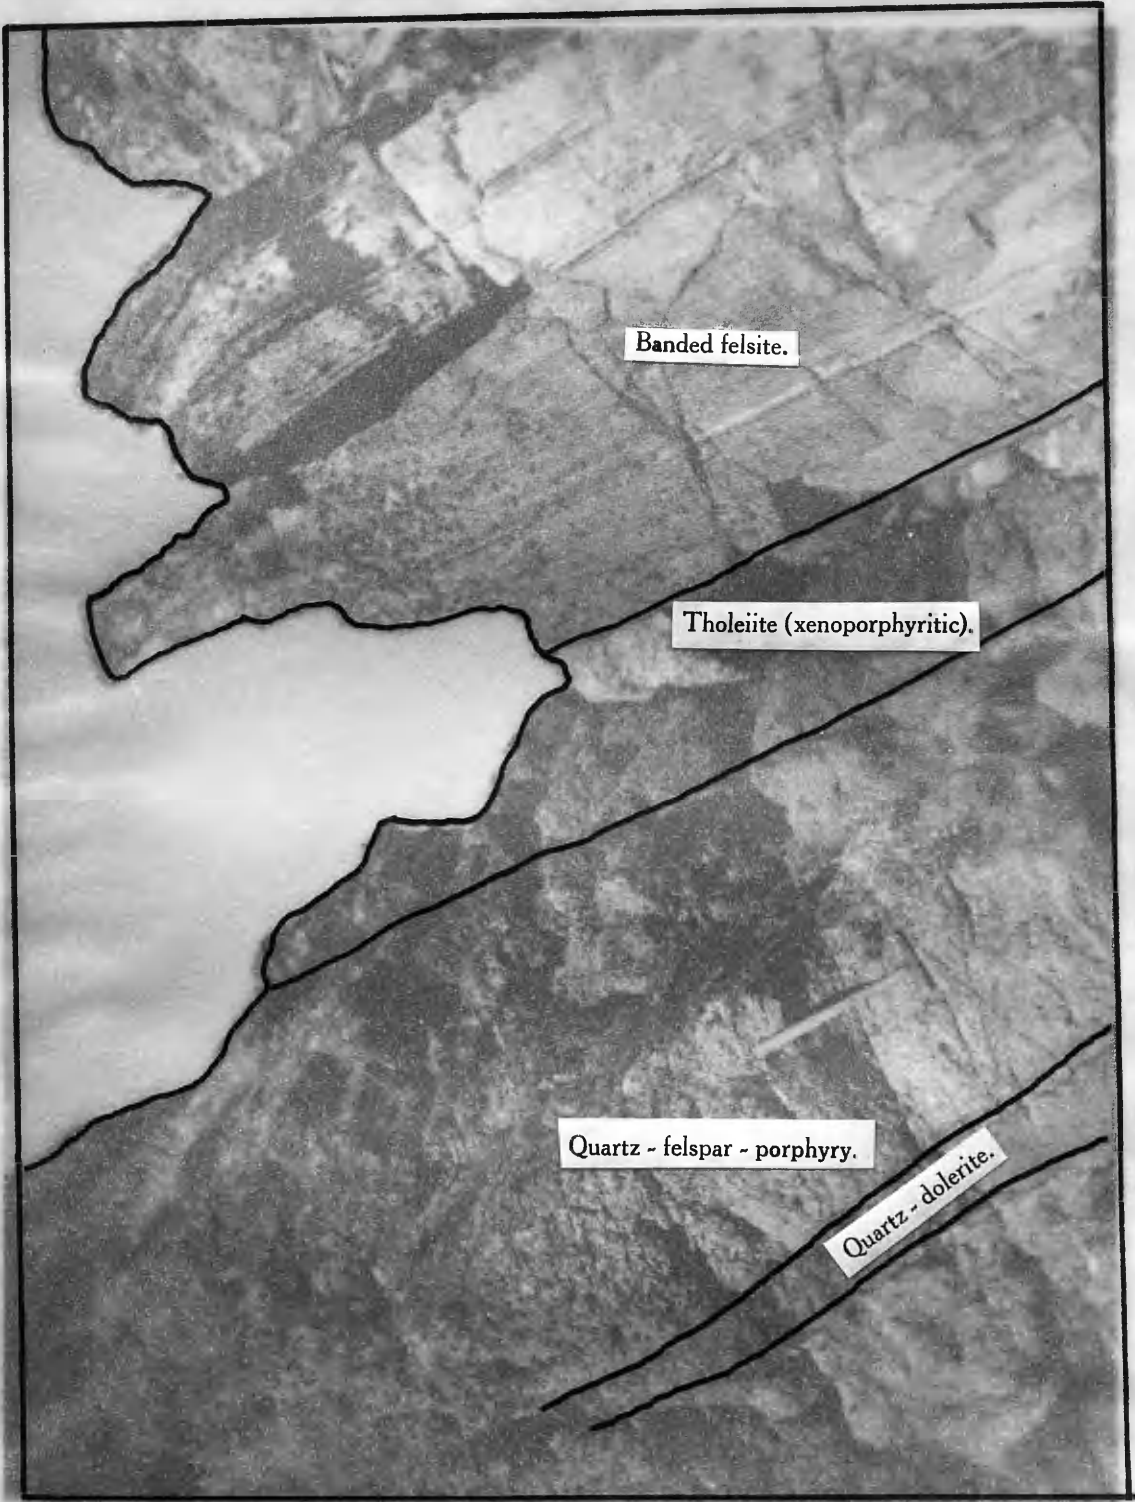 Banded felsite.
Tholeiite (xenoporphyritic).
Quartz - felspar - porphyry.
Quartz - dolerite.